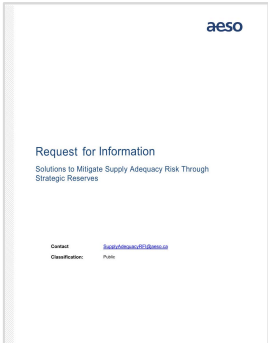 aeso
Request for Information
Solutions to Mitigate Supply Adequacy Risk Through
Strategic Reserves
Contact SupplyAdequacyRFI@aeso.ca
Classification: Public